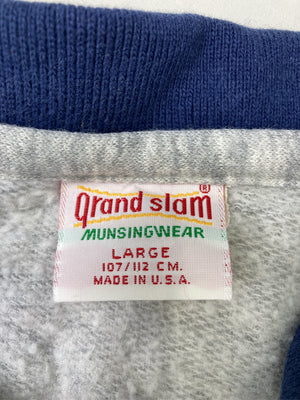 grand slam ®
MUNSINGWEAR
LARGE
107/112 CM.
MADE IN U.S.A.